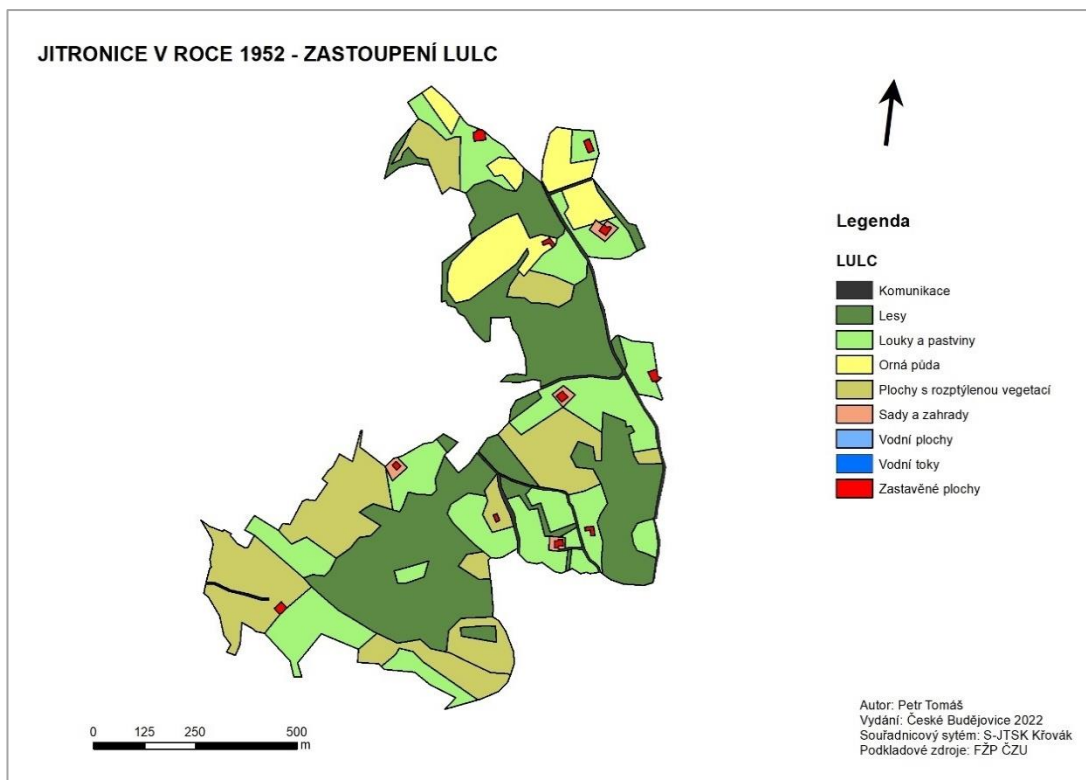 JITRONICE V ROCE 1952 - ZASTOUPENÍ LULC
Legenda
LULC
Komunikace
Lesy
Louky a pastviny
Orná půda
Plochy s rozptýlenou vegetací
Sady a zahrady
Vodní plochy
Vodní toky
Zastavěné plochy
0 125 250 500
m
Autor: Petr Tomáš
Vydání: České Budějovice 2022
Souřadnicový sytém: S-JTSK Křovák
Podkladové zdroje: FŽP ČZU